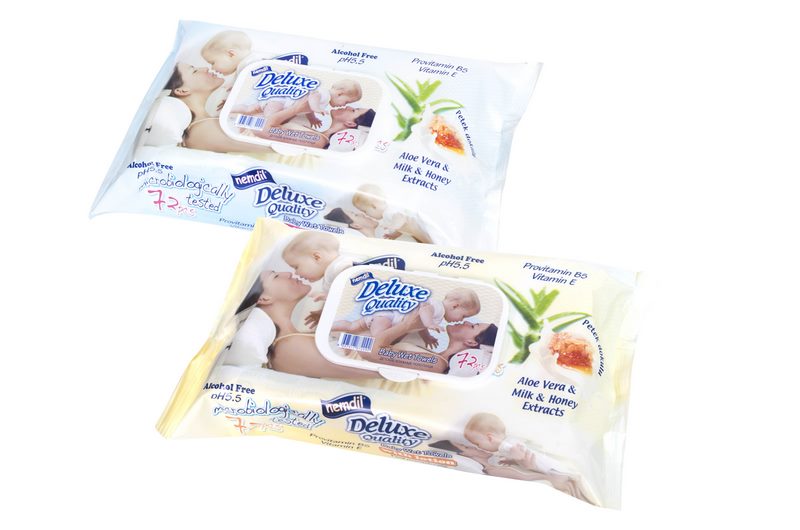 Alcohol Free
pH5.5
Provitamin B5
Vitamin E
nemdil
Deluxe
Quality
Baby Wet Towels
72 pcs
Petek
Aloe Vera &
Milk & Honey
Extracts
Alcohol Free
pH5.5
microbiologically
tested
72 pcs
nemdil
Deluxe
Quality
Baby Wet Towels
Alcohol Free
pH5.5
Provitamin B5
Vitamin E
nemdil
Deluxe
Quality
Baby Wet Towels
72 pcs
Petek dokulu
Aloe Vera &
Milk & Honey
Extracts
Alcohol Free
pH5.5
microbiologically
tested
72 pcs
Provitamin B5
Vitamin E
nemdil
Deluxe
Quality
Baby Wet Towels